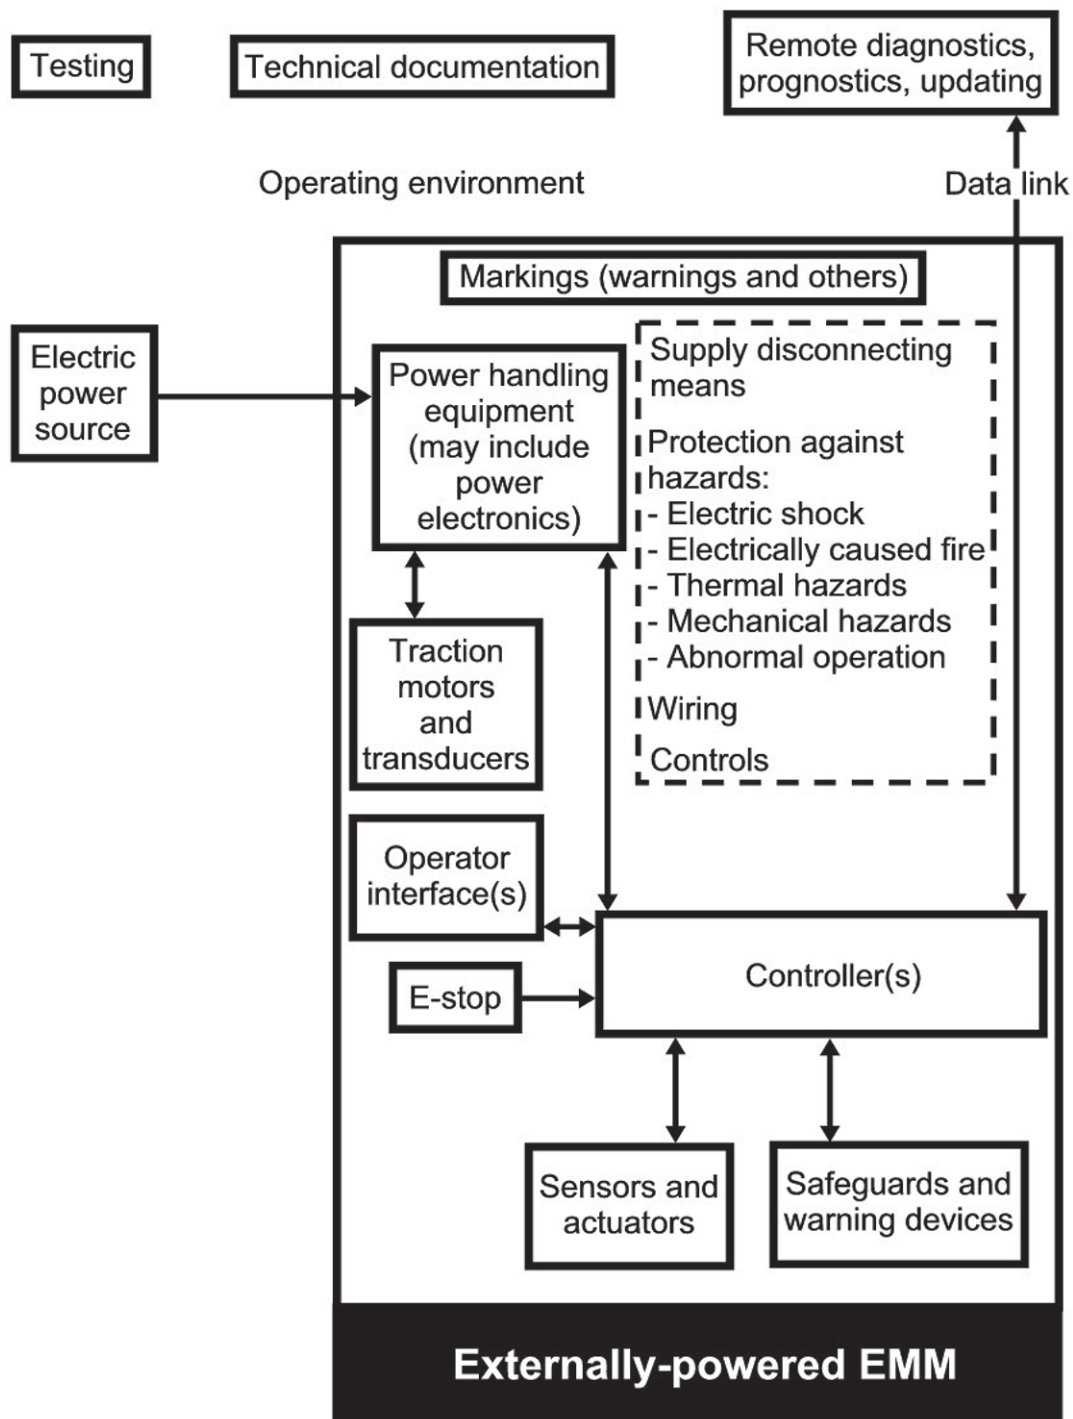 Testing
Technical documentation
Remote diagnostics,
prognostics, updating
Operating environment
Data link
Markings (warnings and others)
Electric
power
source
Power handling
equipment
(may include
power
electronics)
Supply disconnecting
means
Protection against
hazards:
- Electric shock
- Electrically caused fire
- Thermal hazards
- Mechanical hazards
- Abnormal operation
Wiring
Controls
Traction
motors
and
transducers
Operator
interface(s)
E-stop
Controller(s)
Sensors and
actuators
Safeguards and
warning devices
Externally-powered EMM